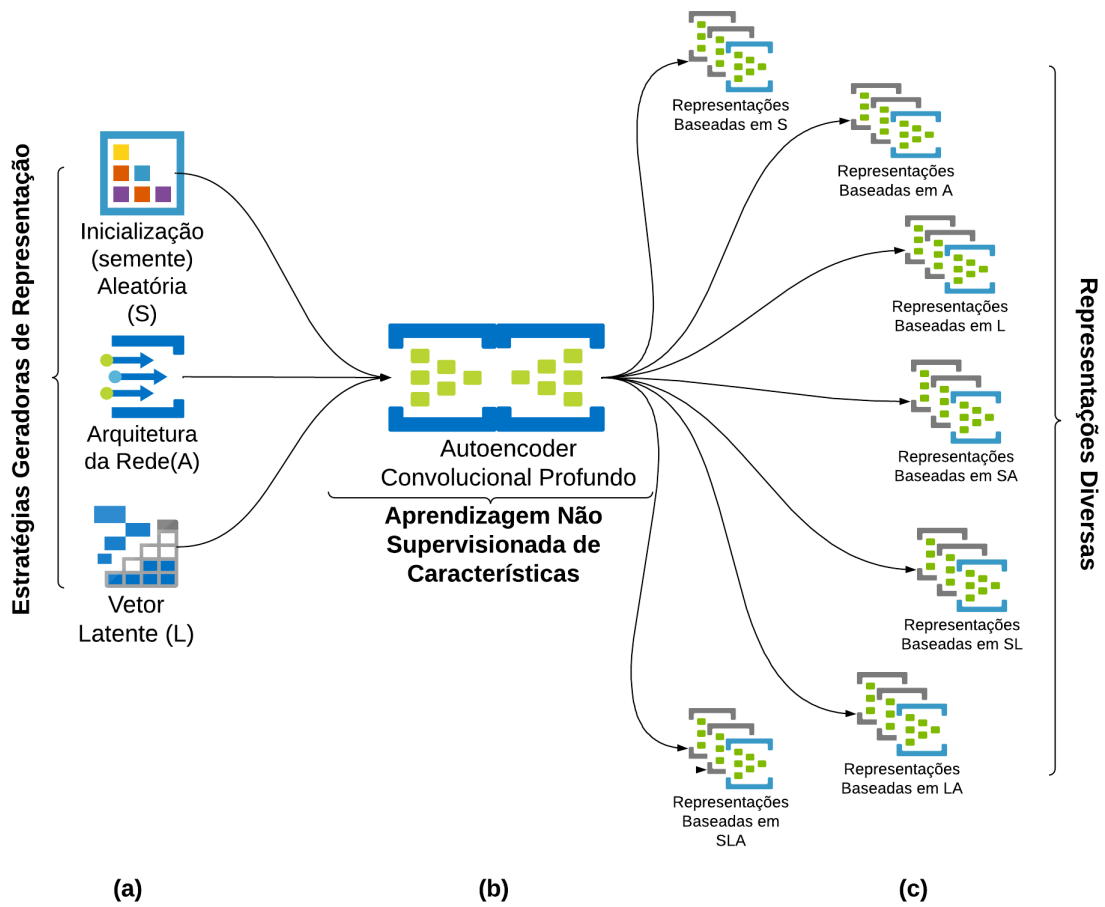 Estratégias Geradoras de Representação
Inicialização
(semente)
Aleatória
(S)
Arquitetura
da Rede(A)
Vetor
Latente (L)
Autoencoder
Convolucional Profundo
Aprendizagem Não
Supervisionada de
Características
Representações
Baseadas em S
Representações
Baseadas em A
Representações
Baseadas em L
Representações
Baseadas em SA
Representações
Baseadas em SL
Representações
Baseadas em LA
Representações
Baseadas em
SLA
Representações Diversas
(a)
(b)
(c)